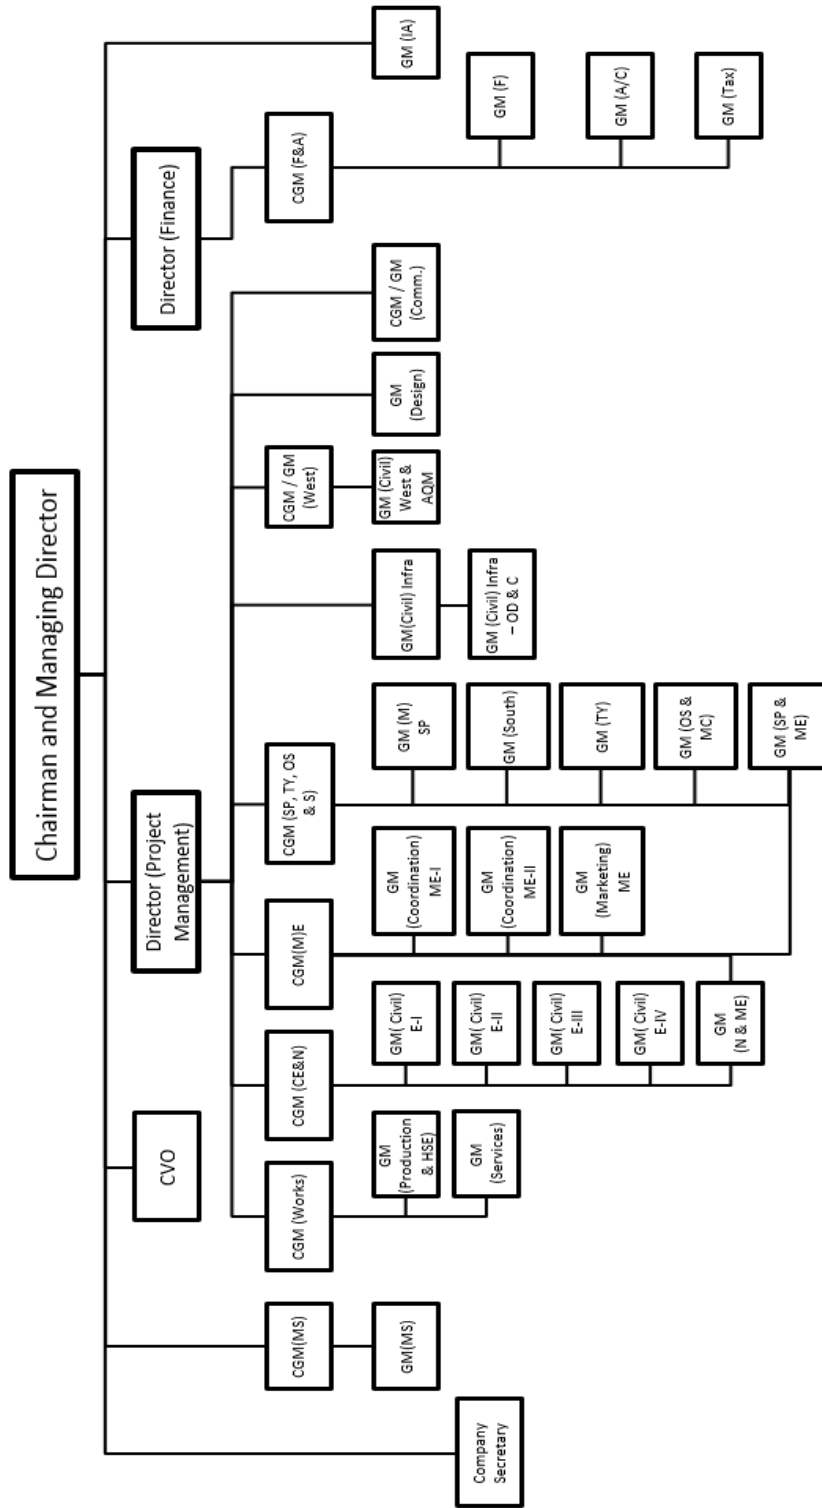 Chairman and Managing Director
Company
Secretary
CGM(MS)
GM(MS)
CVO
Director (Project
Management)
Director (Finance)
GM (IA)
CGM (Works)
GM
(Production
& HSE)
GM
(Services)
CGM (CE&N)
GM( Civil)
E-I
GM( Civil)
E-II
GM( Civil)
E-III
GM( Civil)
E-IV
GM
(N & ME)
CGM(M)E
GM
(Coordination)
ME-I
GM
(Coordination)
ME-II
GM
(Marketing)
ME
CGM (SP, TY, OS
& S)
GM (M)
SP
GM (South)
GM (TY)
GM (OS &
MC)
GM (SP &
ME)
GM(Civil) Infra
GM (Civil) Infra
– OD & C
CGM / GM
(West)
GM (Civil)
West &
AQM
GM
(Design)
CGM / GM
(Comm.)
CGM (F&A)
GM (F)
GM (A/C)
GM (Tax)